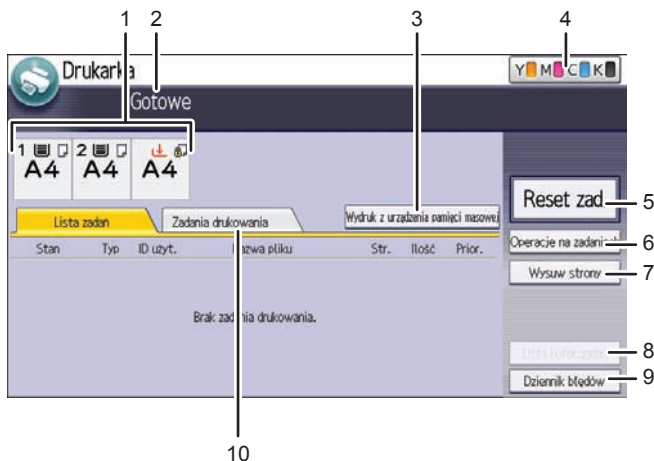 1 2 3 4
Drukarka
Y M C K
Gotowe
1 2
A4 A4 A4
Reset zad. 5
Lista zadań Zadania drukowania Wydruk z urządzenia pamięci masowej
Operacje na zadaniach 6
Stan Typ ID użyt. Nazwa pliku Str. Ilość Prior.
Wysuw strony 7
Brak zadania drukowania.
8
Dziennik błędów 9
10